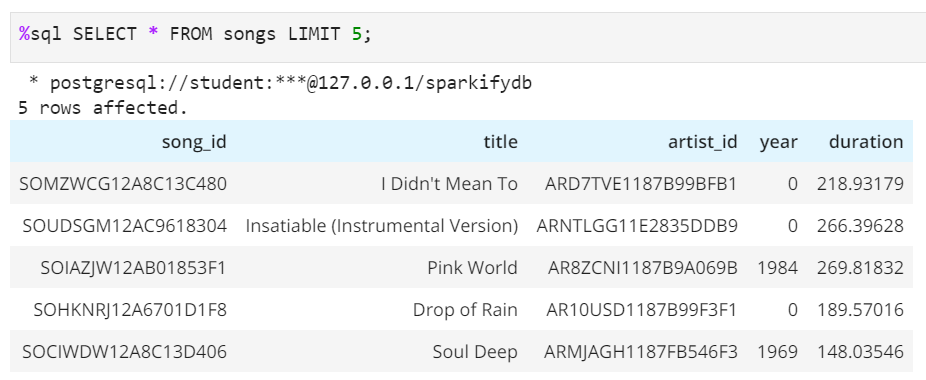 %sql SELECT * FROM songs LIMIT 5;
* postgresql://student:***@127.0.0.1/sparkifydb
5 rows affected.
song_id title artist_id year duration
SOMZWCG12A8C13C480 I Didn't Mean To ARD7TVE1187B99BFB1 0 218.93179
SOUDSGM12AC9618304 Insatiable (Instrumental Version) ARNTLGG11E2835DDB9 0 266.39628
SOIAZJW12AB01853F1 Pink World AR8ZCNI1187B9A069B 1984 269.81832
SOHKNRJ12A6701D1F8 Drop of Rain AR10USD1187B99F3F1 0 189.57016
SOCIWDW12A8C13D406 Soul Deep ARMJAGH1187FB546F3 1969 148.03546